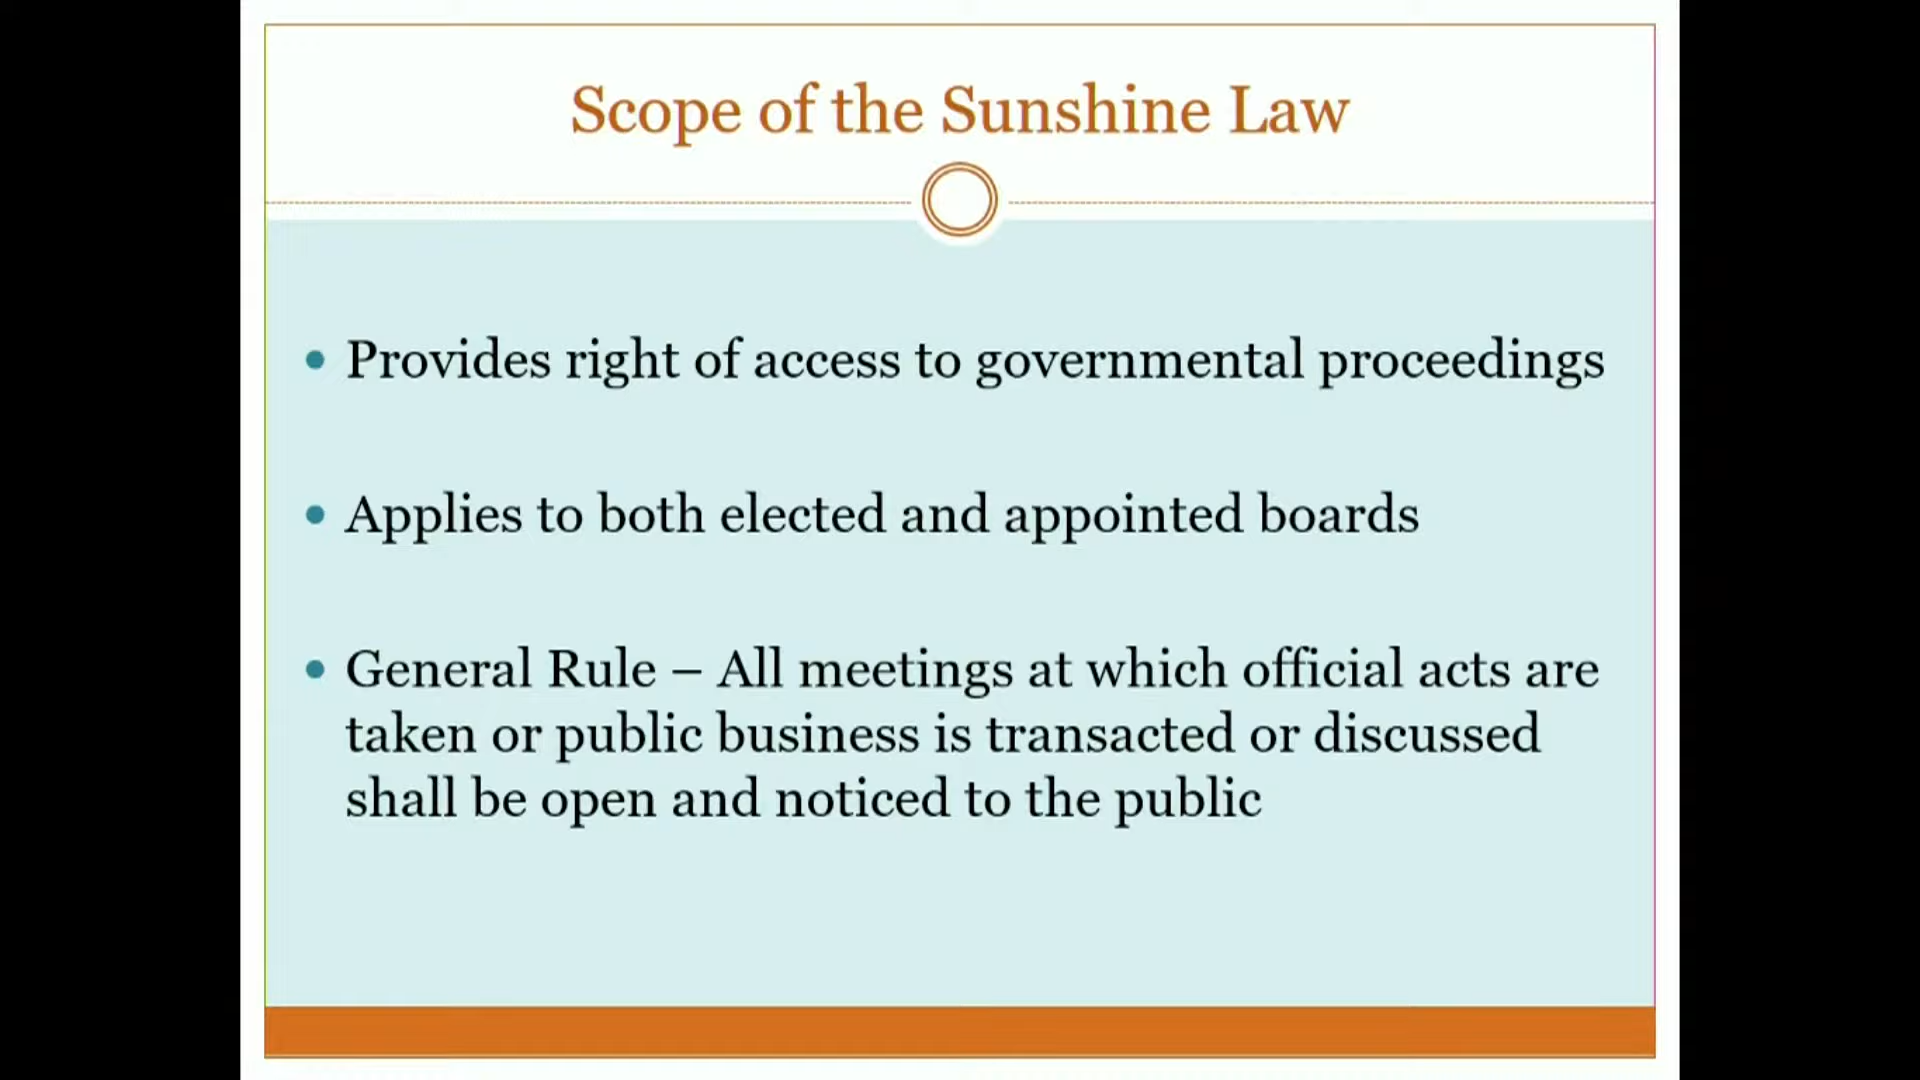 Scope of the Sunshine Law
• Provides right of access to governmental proceedings
• Applies to both elected and appointed boards
• General Rule – All meetings at which official acts are
taken or public business is transacted or discussed
shall be open and noticed to the public